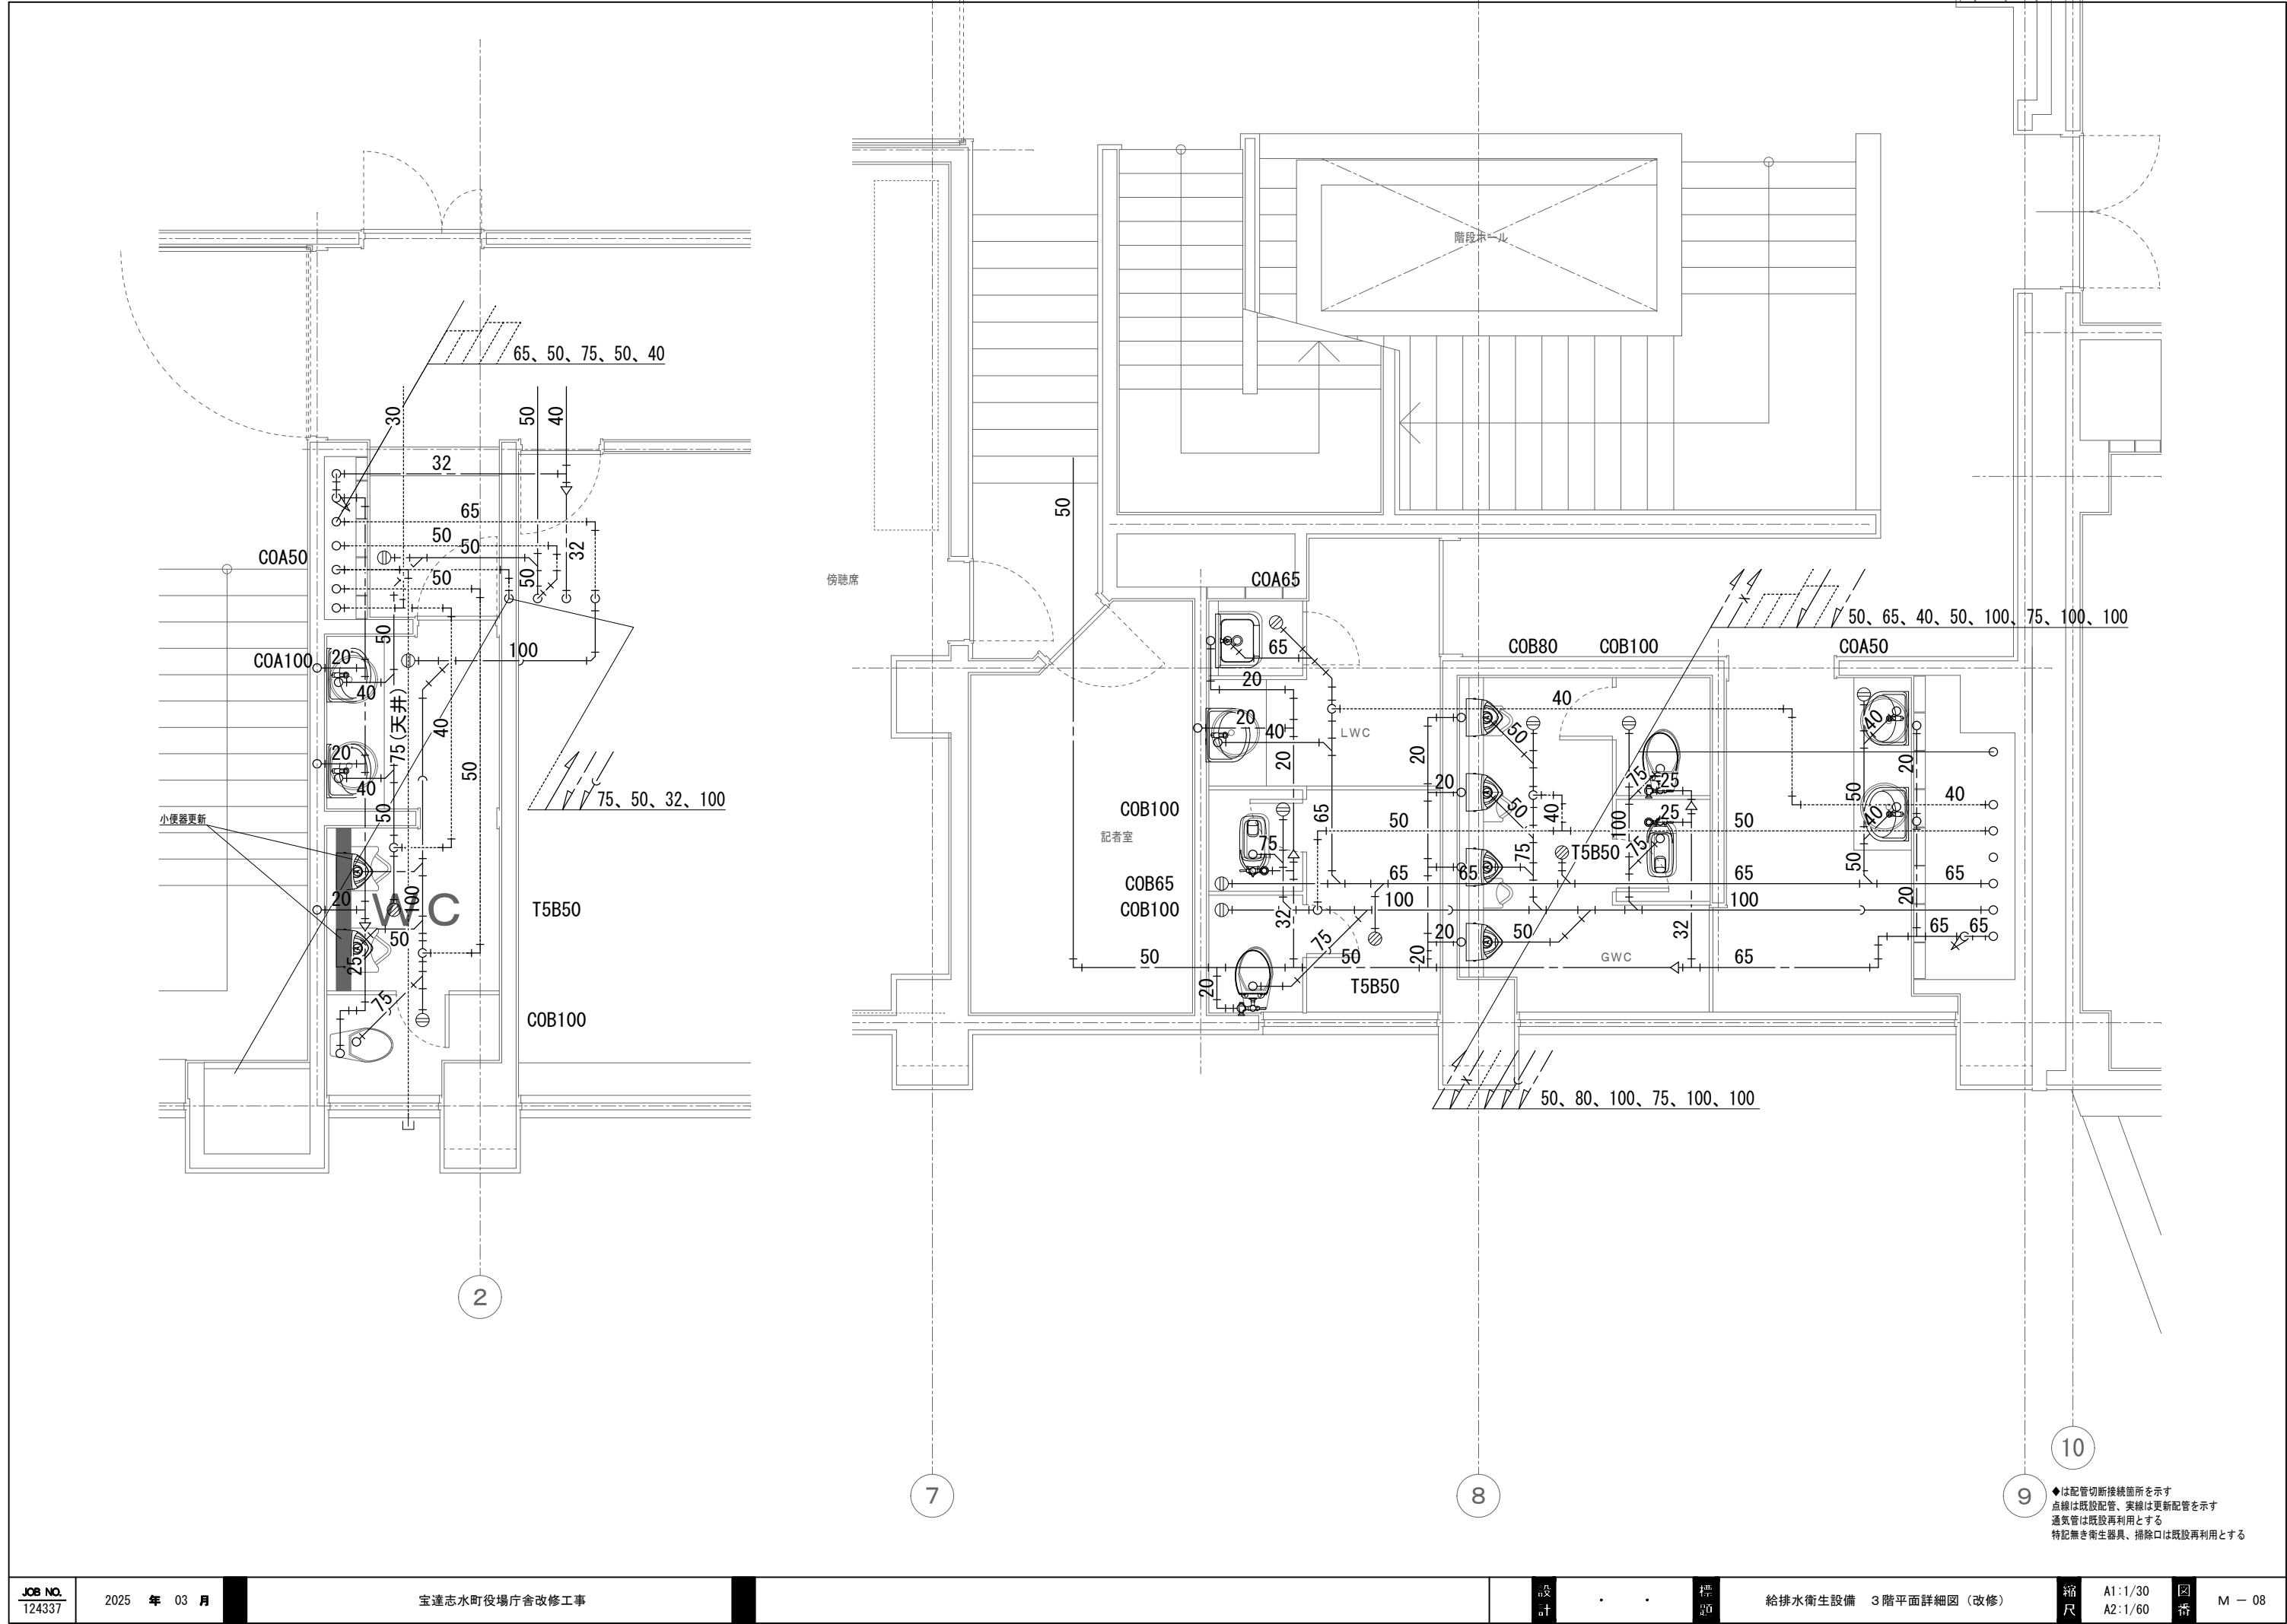 階段ホール
65、50、75、50、40
30
50
40
32
65
50
50
50
32
50
COA50
傍聴席
50
COA65
50、65、40、50、100、75、100、100
COB80
COB100
COA50
50
100
COA100
20
40
75(天井)
40
50
20
40
50
75、50、32、100
小便器更新
65
20
20
40
LWC
20
40
50
20
20
50
75
25
40
20
50
40
40
COB100
記者室
65
50
40
100
25
50
75
75
T5B50
75
50
COB65
65
65
65
65
COB100
100
100
20
WC
100
T5B50
20
50
25
32
75
20
50
32
65
65
50
50
20
GWC
65
20
T5B50
75
COB100
50、80、100、75、100、100
2
7
8
9
10
◆は配管切断接続箇所を示す
点線は既設配管、実線は更新配管を示す
通気管は既設再利用とする
特記無き衛生器具、掃除口は既設再利用とする
JOB NO.
124337
2025 年 03 月
宝達志水町役場庁舎改修工事
設計
・ ・
標題
給排水衛生設備 3階平面詳細図（改修）
縮尺
A1:1/30
A2:1/60
図番
M － 08